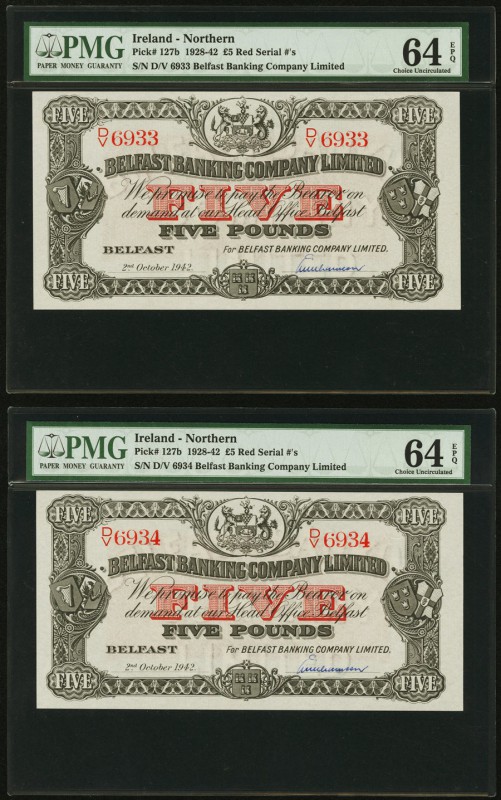 PMG
PAPER MONEY GUARANTY
Ireland - Northern
Pick# 127b 1928-42 £5 Red Serial #'s
S/N D/V 6933 Belfast Banking Company Limited
64 EPQ
Choice Uncirculated
FIVE FIVE
D/V 6933 D/V 6933
BELFAST BANKING COMPANY LIMITED
FIVE
We promise to pay the Bearer on
demand at our Head Office Belfast
FIVE POUNDS
BELFAST For BELFAST BANKING COMPANY LIMITED.
2nd October 1942.
FIVE FIVE
PMG
PAPER MONEY GUARANTY
Ireland - Northern
Pick# 127b 1928-42 £5 Red Serial #'s
S/N D/V 6934 Belfast Banking Company Limited
64 EPQ
Choice Uncirculated
FIVE FIVE
D/V 6934 D/V 6934
BELFAST BANKING COMPANY LIMITED
FIVE
We promise to pay the Bearer on
demand at our Head Office Belfast
FIVE POUNDS
BELFAST For BELFAST BANKING COMPANY LIMITED.
2nd October 1942.
FIVE FIVE